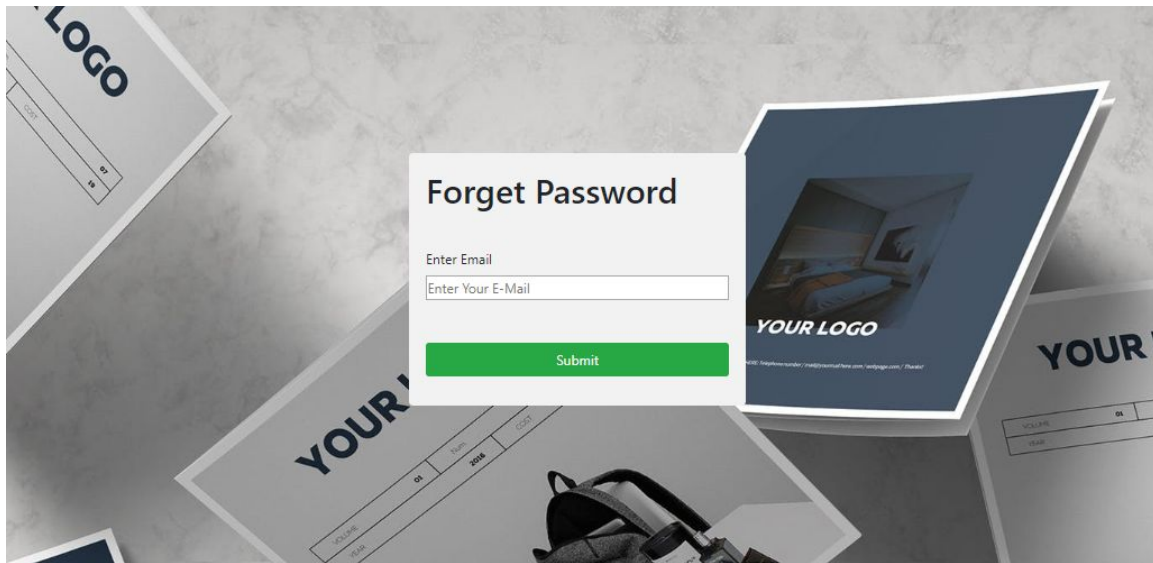 LOGO
COST
07
19
Forget Password
Enter Email
Enter Your E-Mail
Submit
YOUR LOGO
YOUR
VOLUME
01
YEAR
YOUR
01
Num
COST
2016
VOLUME
YEAR